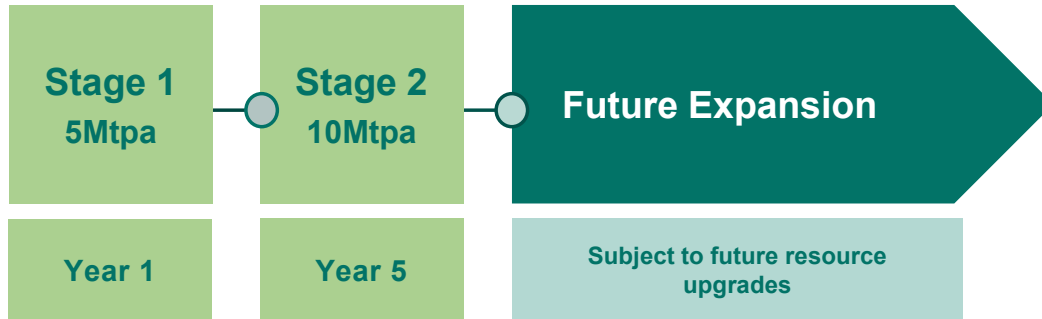 Stage 1
5Mtpa
Stage 2
10Mtpa
Future Expansion
Year 1
Year 5
Subject to future resource
upgrades